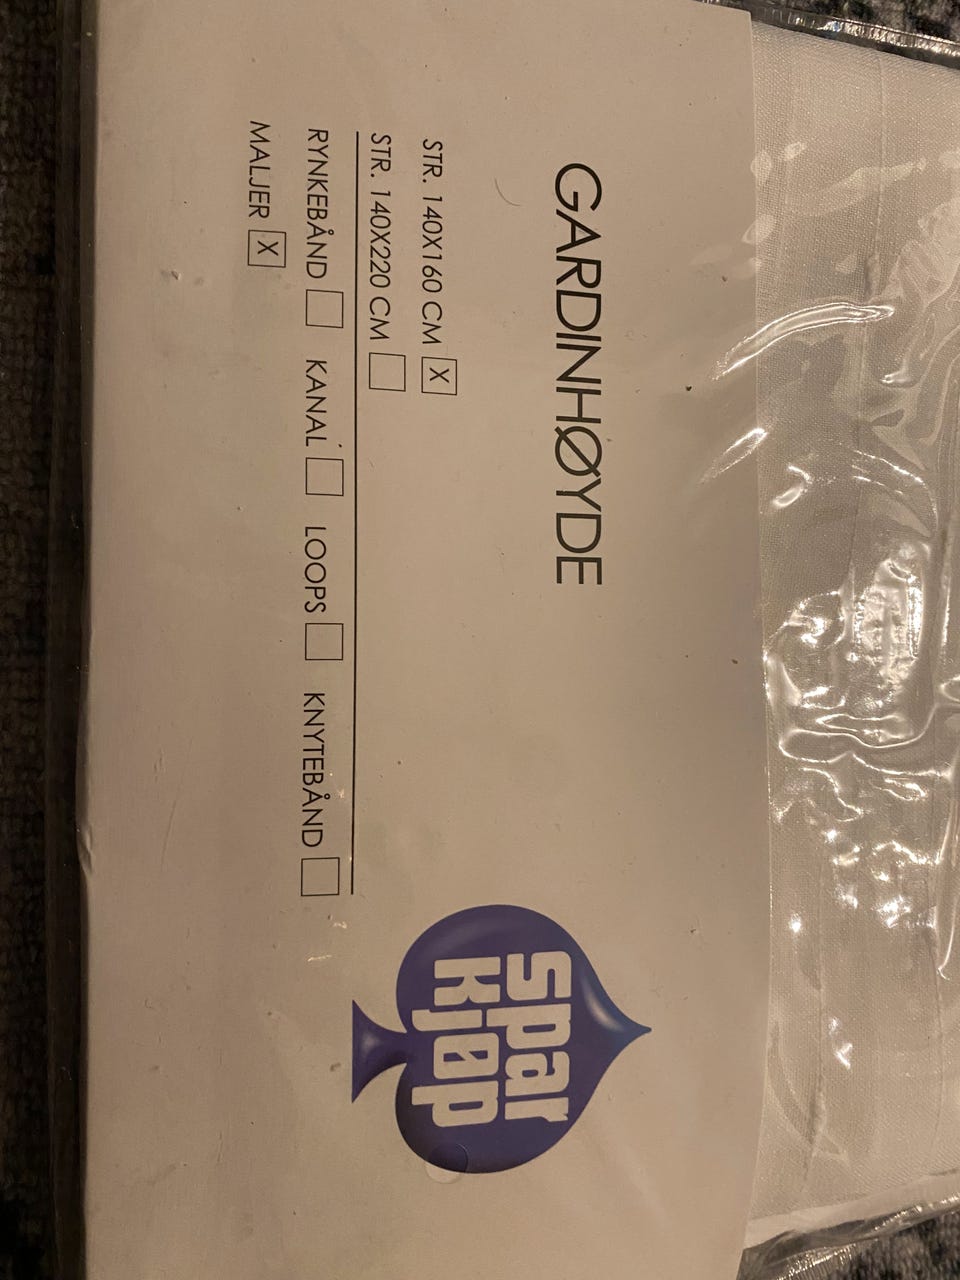 GARDINHØYDE
STR. 140X160 CM X
STR. 140X220 CM
RYNKEBÅND KANAL LOOPS KNYTEBÅND
MALJER X
Spar
kjøp